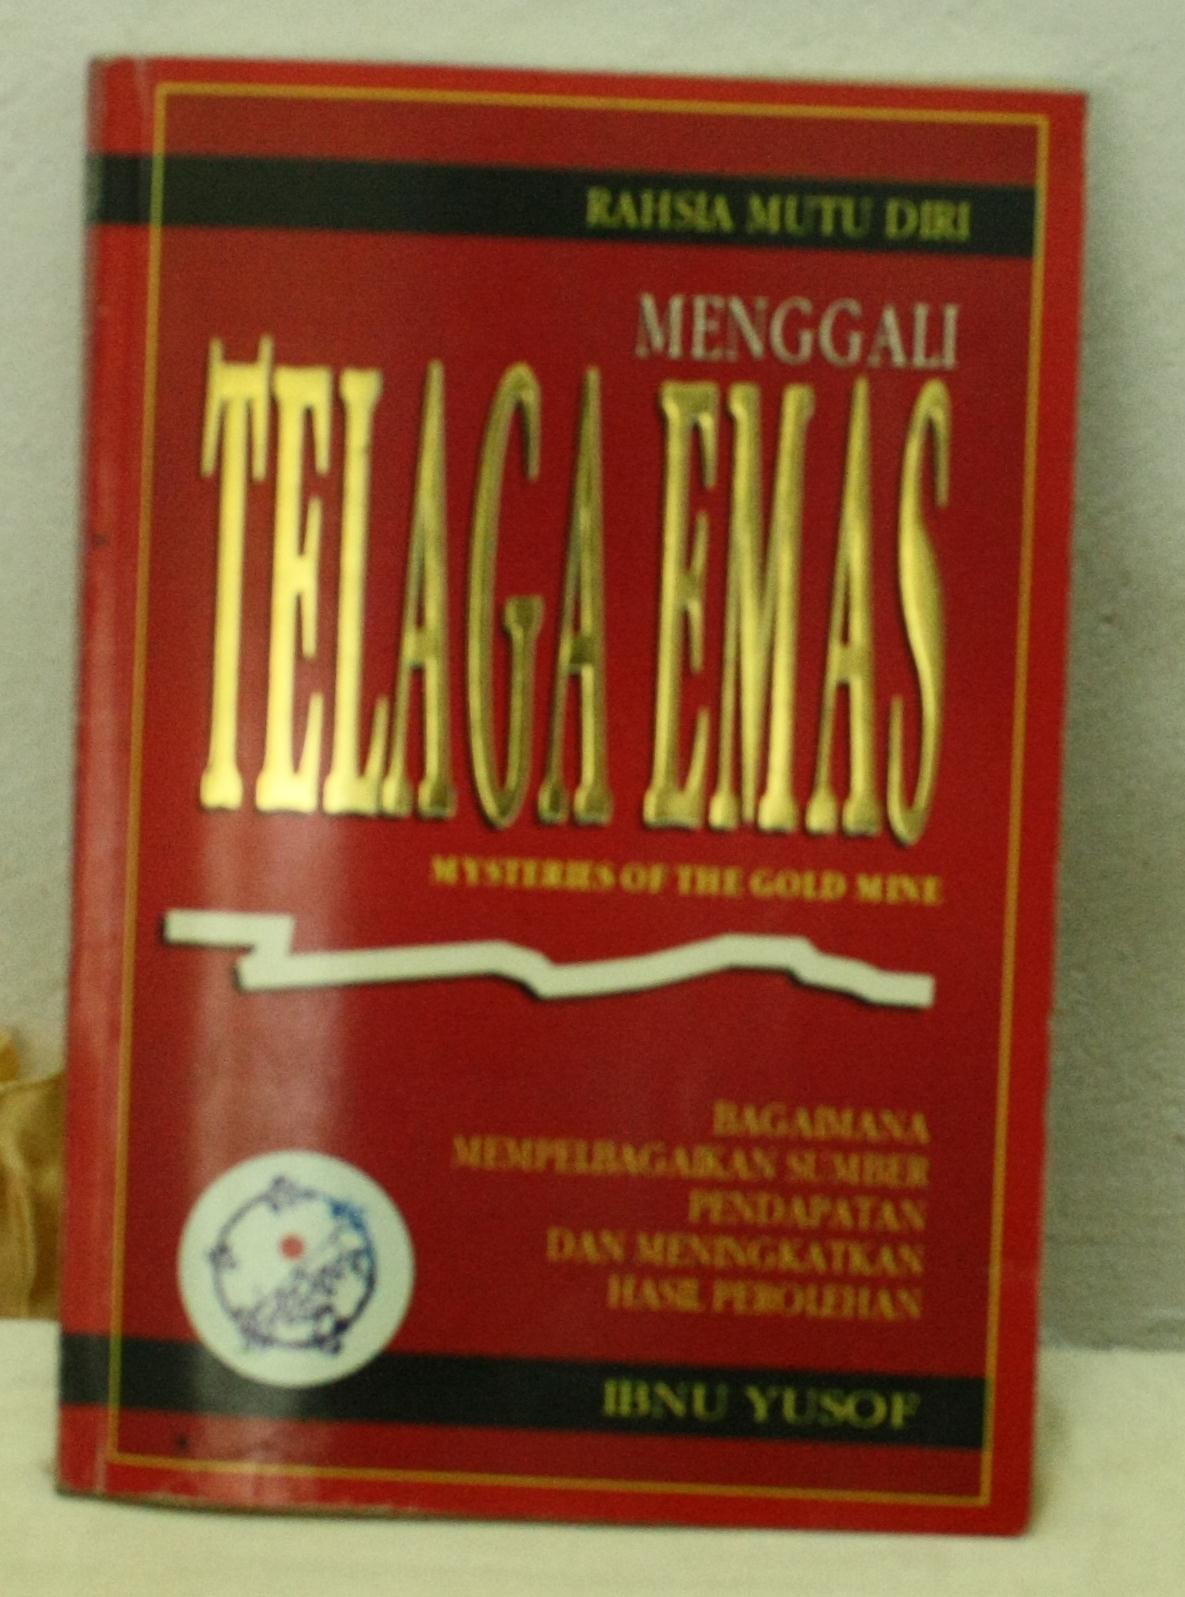 RAHSIA MUTU DIRI
MENGGALI
TELAGA EMAS
MYSTERIES OF THE GOLD MINE
BAGAIMANA
MEMPELBAGAIKAN SUMBER
PENDAPATAN
DAN MENINGKATKAN
HASIL PEROLEHAN
IBNU YUSOF